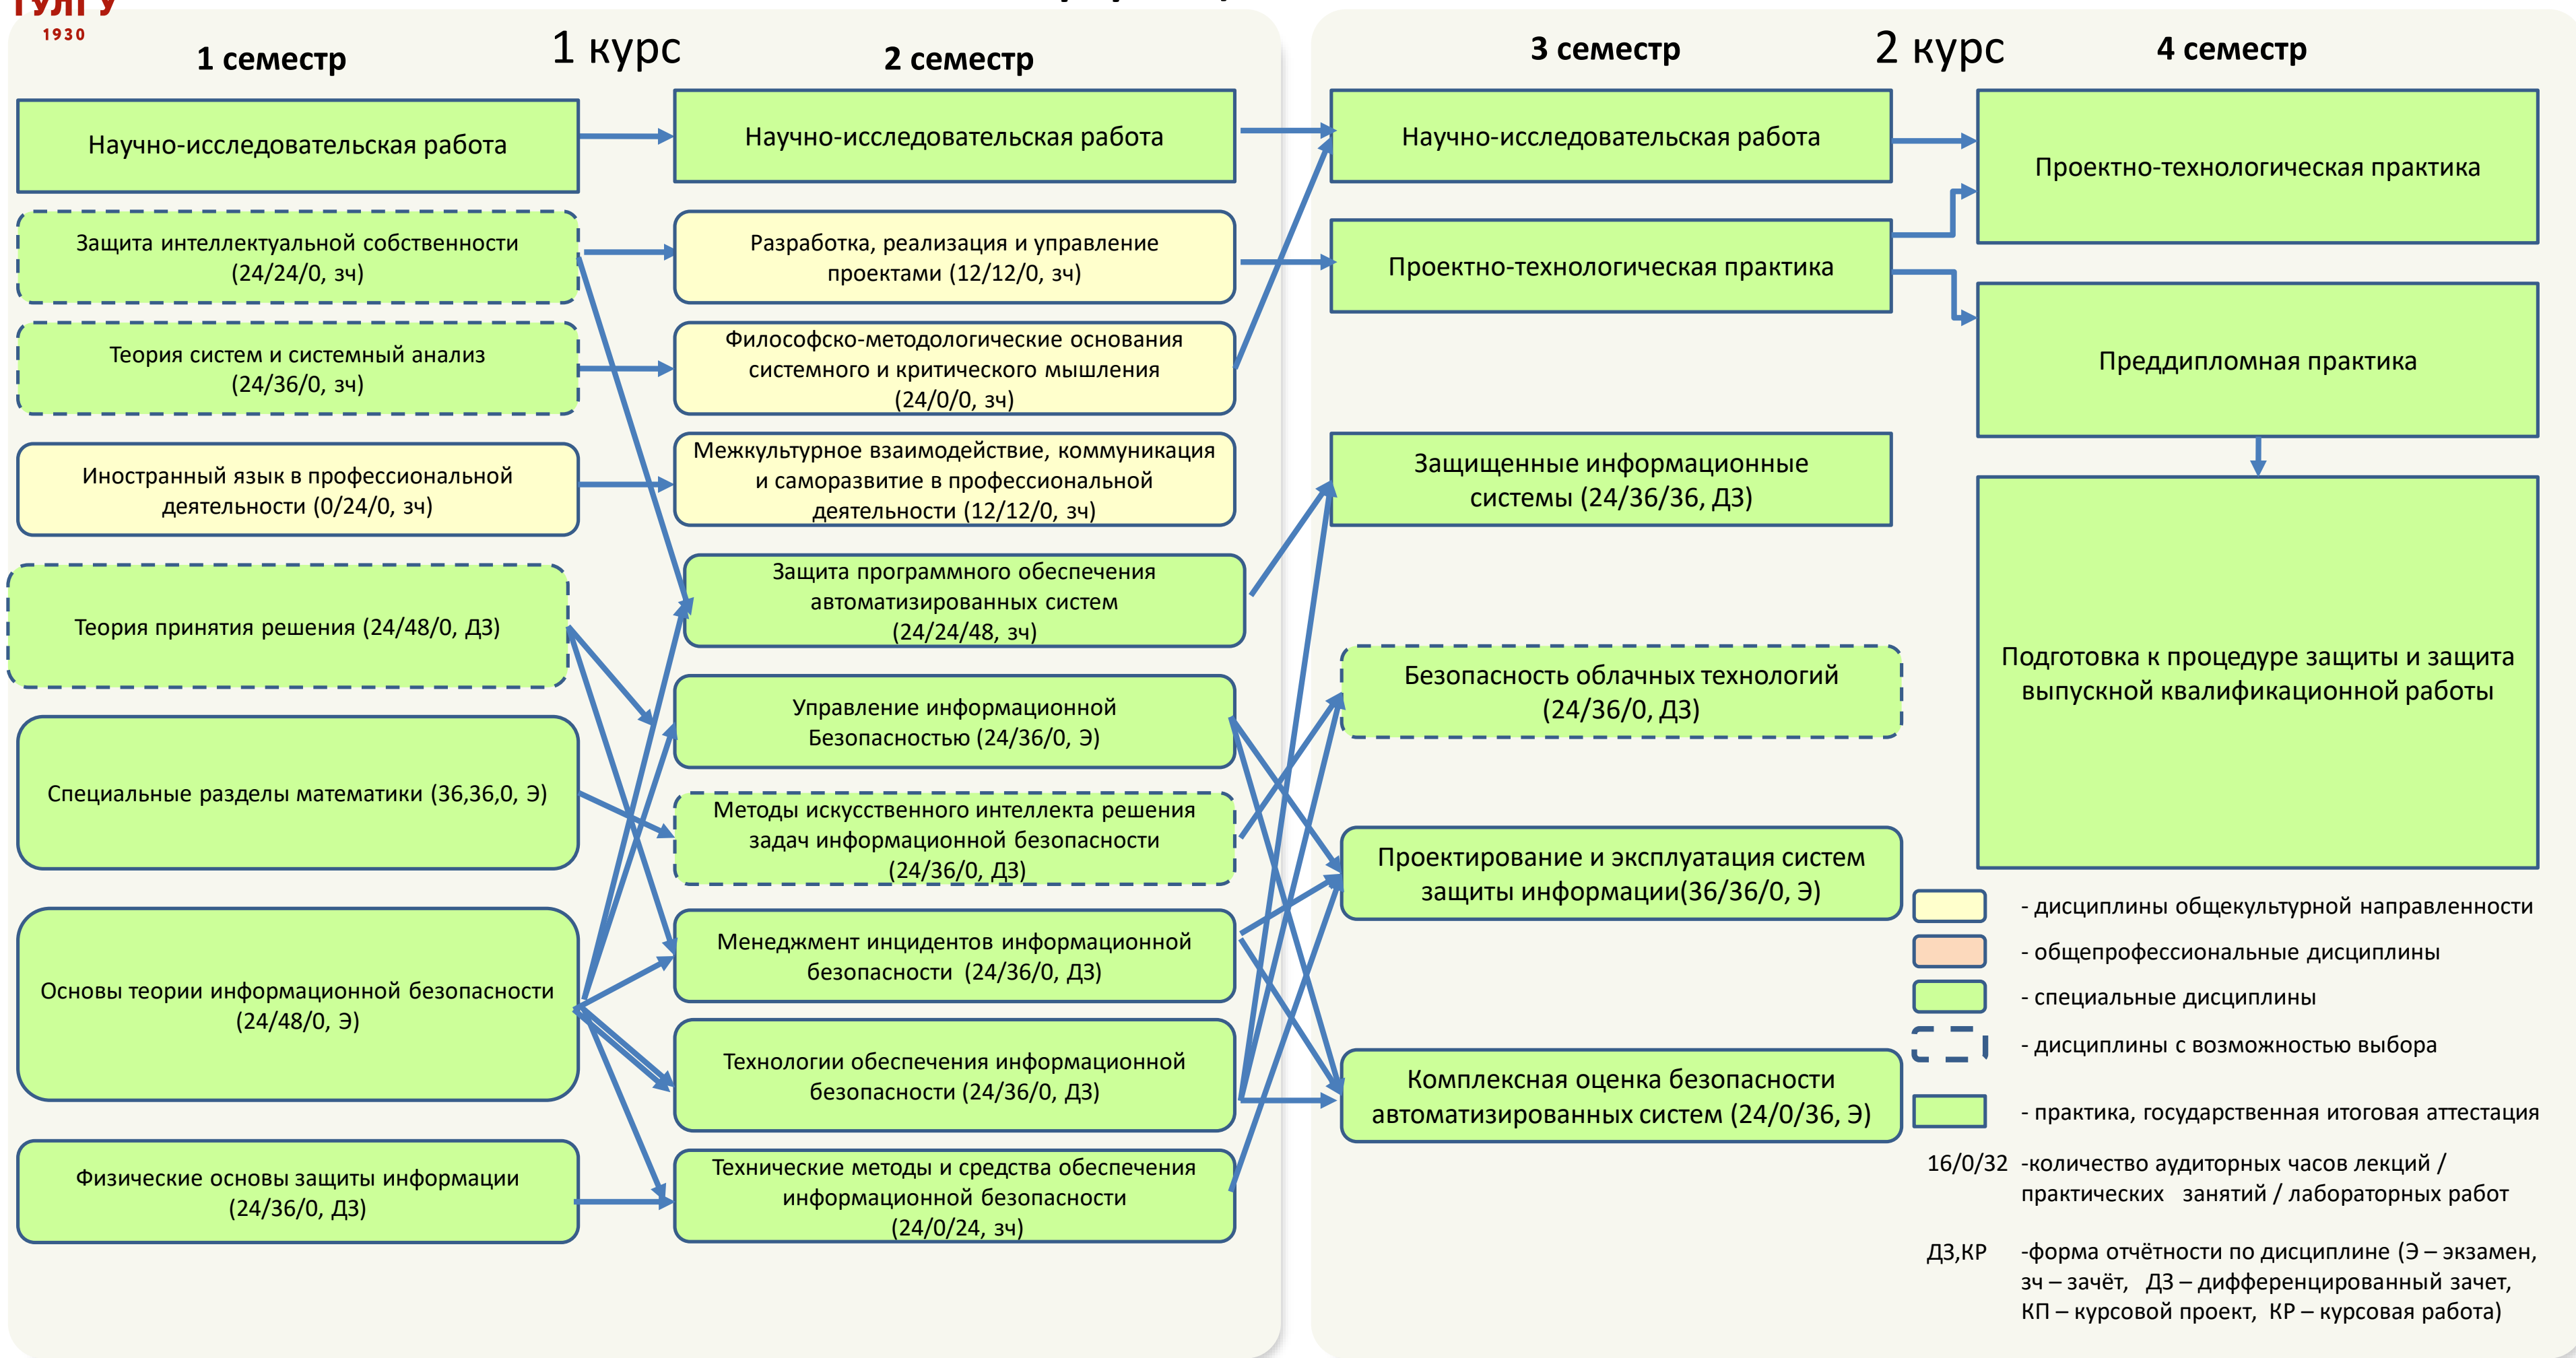 ТУЛГУ
1930
1 курс
1 семестр
2 семестр
Научно-исследовательская работа
Защита интеллектуальной собственности
(24/24/0, зч)
Теория систем и системный анализ
(24/36/0, зч)
Иностранный язык в профессиональной
деятельности (0/24/0, зч)
Теория принятия решения (24/48/0, ДЗ)
Специальные разделы математики (36,36,0, Э)
Основы теории информационной безопасности
(24/48/0, Э)
Физические основы защиты информации
(24/36/0, ДЗ)
Научно-исследовательская работа
Разработка, реализация и управление
проектами (12/12/0, зч)
Философско-методологические основания
системного и критического мышления
(24/0/0, зч)
Межкультурное взаимодействие, коммуникация
и саморазвитие в профессиональной
деятельности (12/12/0, зч)
Защита программного обеспечения
автоматизированных систем
(24/24/48, зч)
Управление информационной
Безопасностью (24/36/0, Э)
Методы искусственного интеллекта решения
задач информационной безопасности
(24/36/0, ДЗ)
Менеджмент инцидентов информационной
безопасности (24/36/0, ДЗ)
Технологии обеспечения информационной
безопасности (24/36/0, ДЗ)
Технические методы и средства обеспечения
информационной безопасности
(24/0/24, зч)
2 курс
3 семестр
4 семестр
Научно-исследовательская работа
Проектно-технологическая практика
Защищенные информационные
системы (24/36/36, ДЗ)
Безопасность облачных технологий
(24/36/0, ДЗ)
Проектирование и эксплуатация систем
защиты информации(36/36/0, Э)
Комплексная оценка безопасности
автоматизированных систем (24/0/36, Э)
Проектно-технологическая практика
Преддипломная практика
Подготовка к процедуре защиты и защита
выпускной квалификационной работы
- дисциплины общекультурной направленности
- общепрофессиональные дисциплины
- специальные дисциплины
- дисциплины с возможностью выбора
- практика, государственная итоговая аттестация
16/0/32 -количество аудиторных часов лекций /
практических занятий / лабораторных работ
ДЗ,КР -форма отчётности по дисциплине (Э – экзамен,
зч – зачёт, ДЗ – дифференцированный зачет,
КП – курсовой проект, КР – курсовая работа)